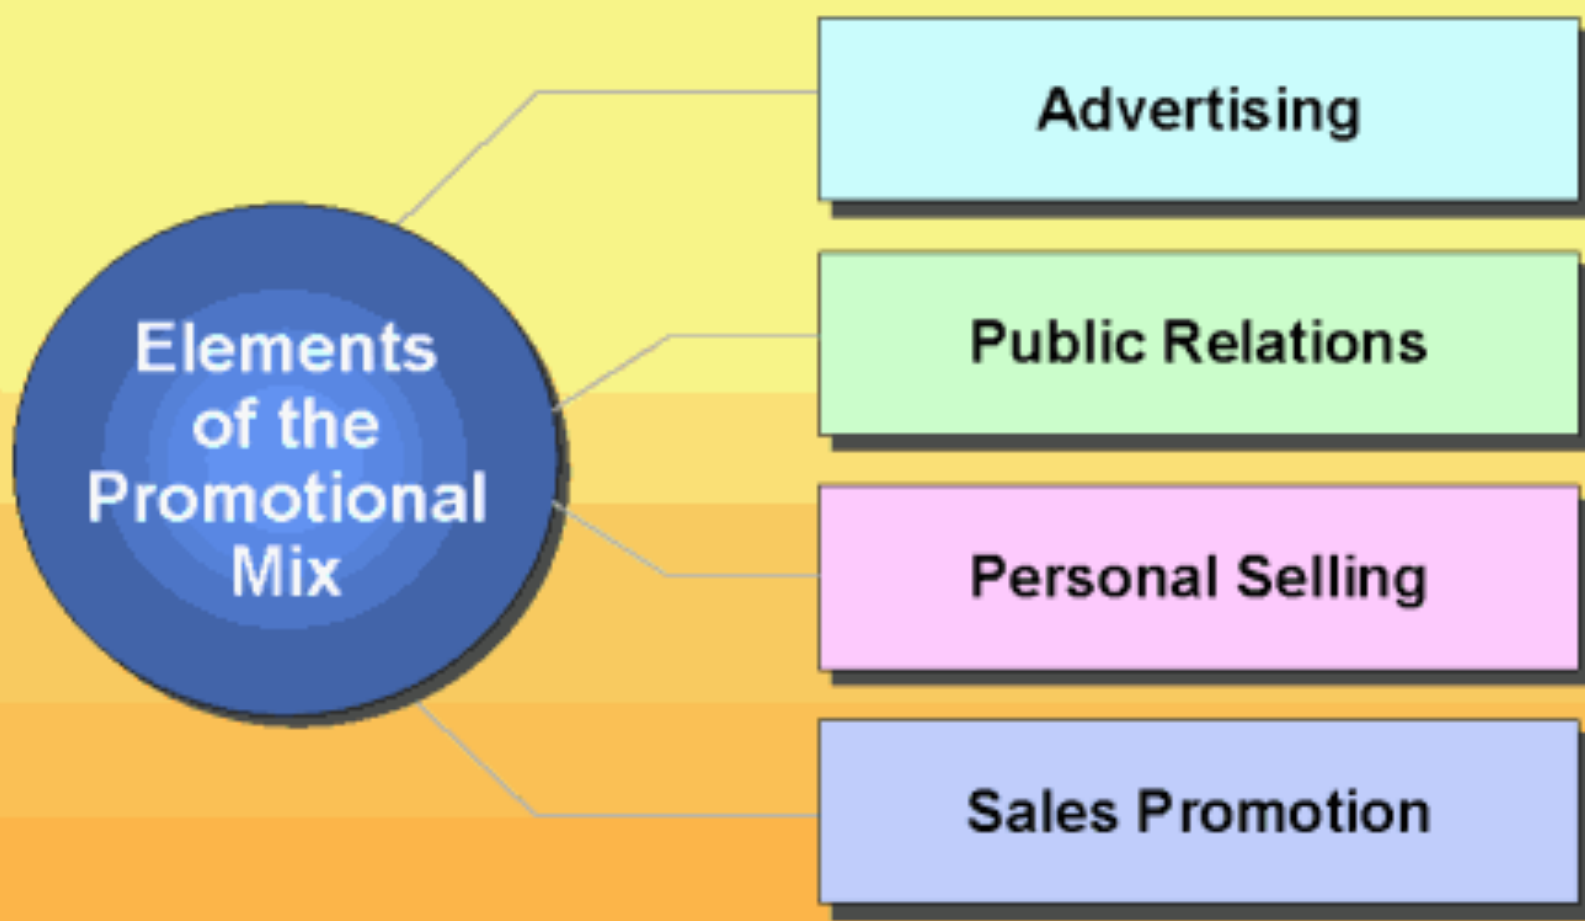 Elements
of the
Promotional
Mix
Advertising
Public Relations
Personal Selling
Sales Promotion